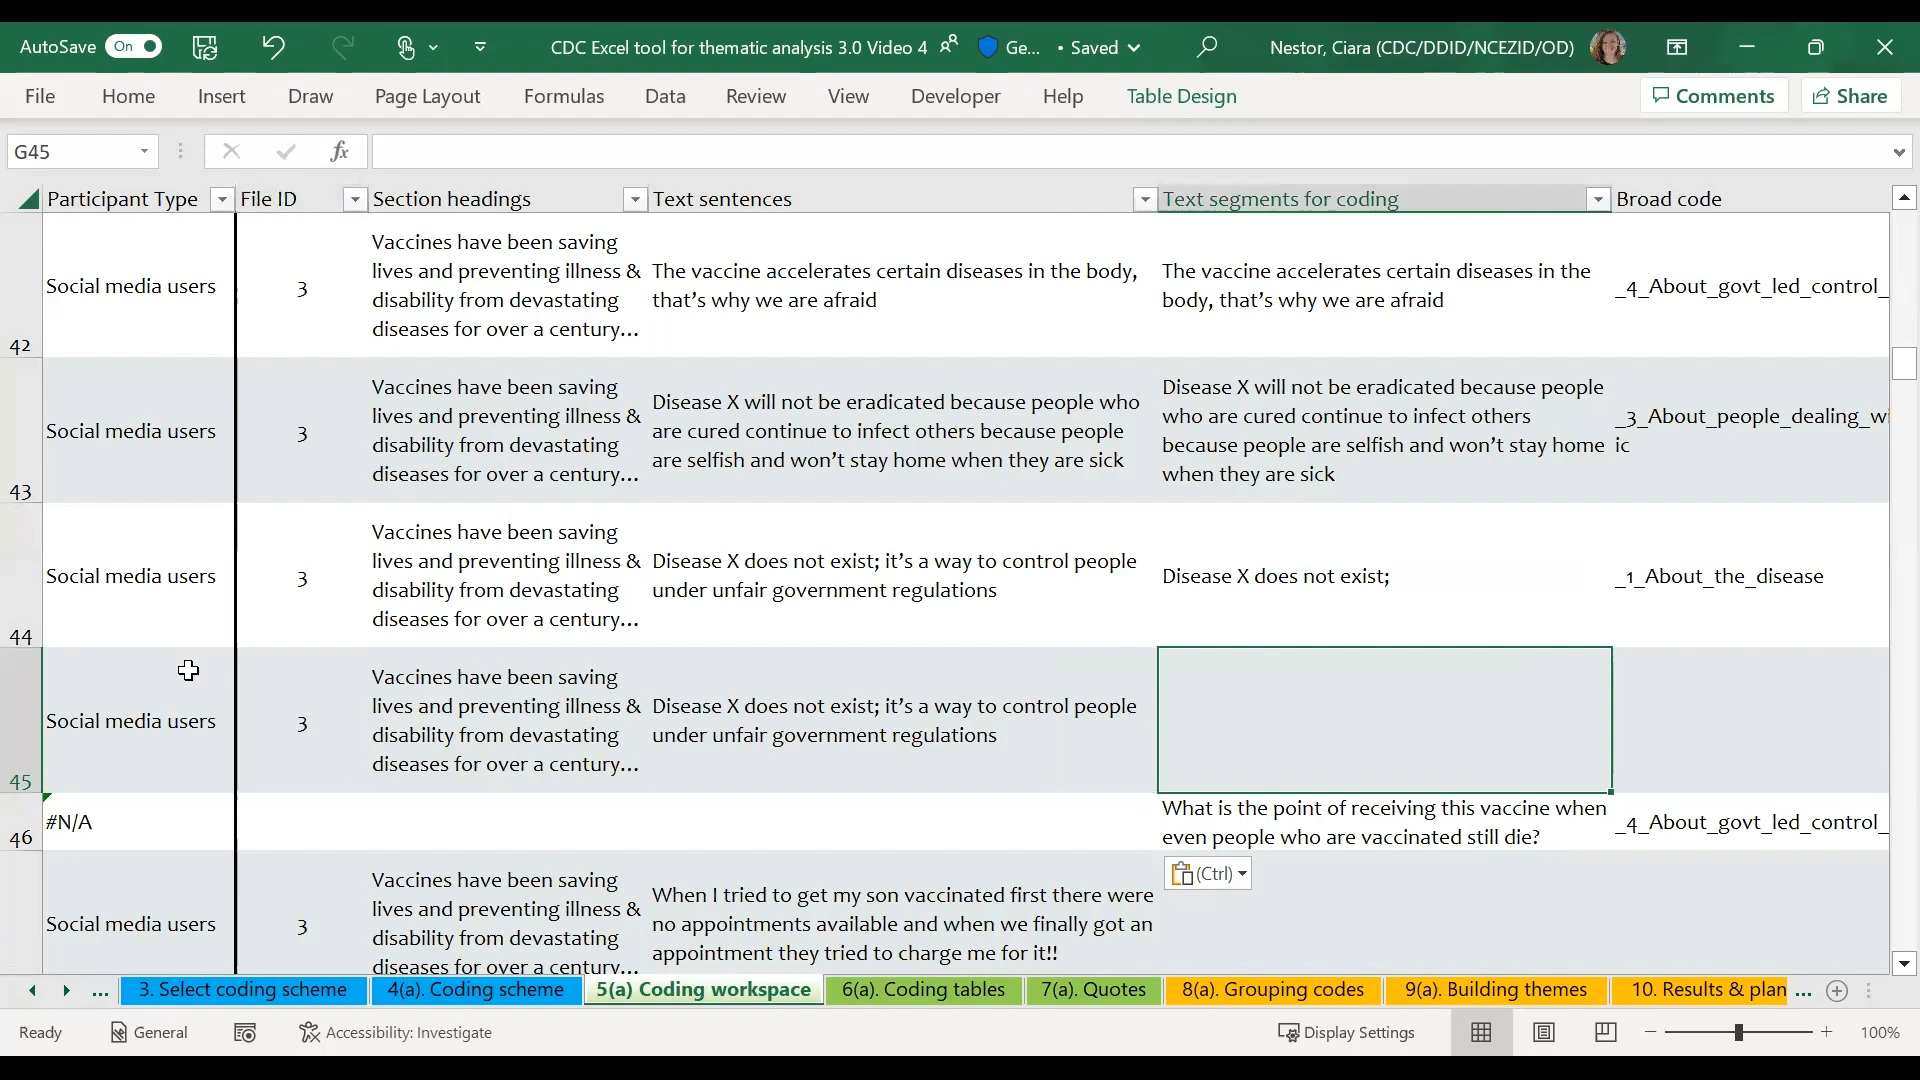 AutoSave On CDC Excel tool for thematic analysis 3.0 Video 4 Ge... • Saved Nestor, Ciara (CDC/DDID/NCEZID/OD)
File Home Insert Draw Page Layout Formulas Data Review View Developer Help Table Design Comments Share
G45 fx
Participant Type File ID Section headings Text sentences Text segments for coding Broad code
42
Social media users
3
Vaccines have been saving
lives and preventing illness &
disability from devastating
diseases for over a century...
The vaccine accelerates certain diseases in the body,
that's why we are afraid
The vaccine accelerates certain diseases in the
body, that's why we are afraid
_4_About_govt_led_control_
43
Social media users
3
Vaccines have been saving
lives and preventing illness &
disability from devastating
diseases for over a century...
Disease X will not be eradicated because people who
are cured continue to infect others because people
are selfish and won't stay home when they are sick
Disease X will not be eradicated because people
who are cured continue to infect others
because people are selfish and won't stay home
when they are sick
_3_About_people_dealing_wi
ic
44
Social media users
3
Vaccines have been saving
lives and preventing illness &
disability from devastating
diseases for over a century...
Disease X does not exist; it's a way to control people
under unfair government regulations
Disease X does not exist;
_1_About_the_disease
45
Social media users
3
Vaccines have been saving
lives and preventing illness &
disability from devastating
diseases for over a century...
Disease X does not exist; it's a way to control people
under unfair government regulations
46
#N/A
What is the point of receiving this vaccine when
even people who are vaccinated still die?
_4_About_govt_led_control_
(Ctrl)
Social media users
3
Vaccines have been saving
lives and preventing illness &
disability from devastating
diseases for over a century...
When I tried to get my son vaccinated first there were
no appointments available and when we finally got an
appointment they tried to charge me for it!!
... 3. Select coding scheme 4(a). Coding scheme 5(a) Coding workspace 6(a). Coding tables 7(a). Quotes 8(a). Grouping codes 9(a). Building themes 10. Results & plan ...
Ready General Accessibility: Investigate Display Settings 100%